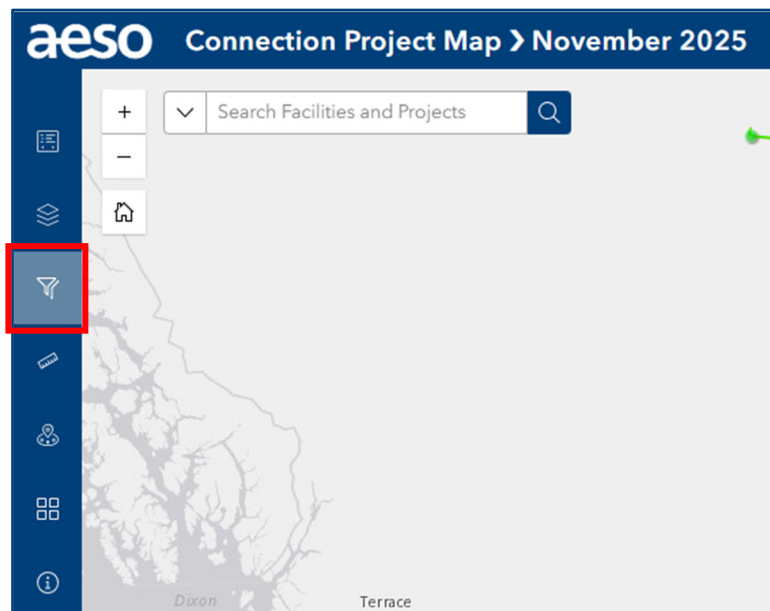 aeso Connection Project Map ❯ November 2025
+
Search Facilities and Projects
−
Dixon
Terrace